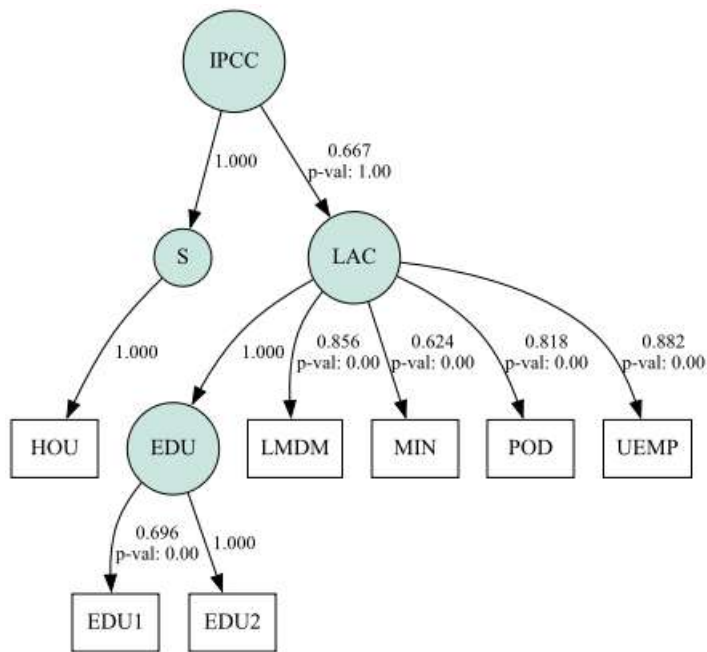 IPCC
1.000
0.667
p-val: 1.00
S
LAC
1.000
1.000
0.856
p-val: 0.00
0.624
p-val: 0.00
0.818
p-val: 0.00
0.882
p-val: 0.00
HOU
EDU
LMDM
MIN
POD
UEMP
0.696
p-val: 0.00
1.000
EDU1
EDU2